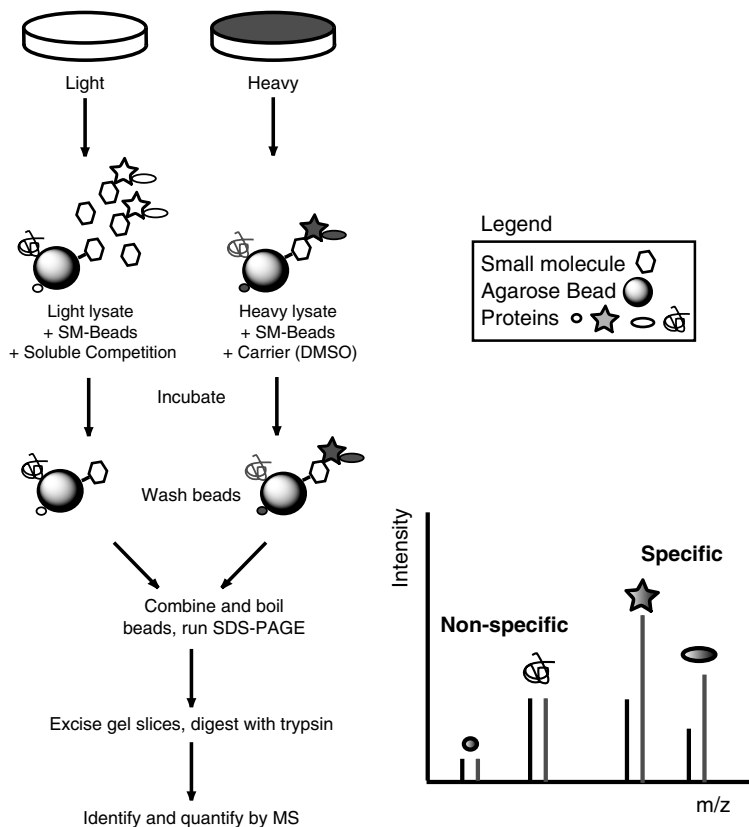 Light
Heavy
Light lysate
+ SM-Beads
+ Soluble Competition
Heavy lysate
+ SM-Beads
+ Carrier (DMSO)
Incubate
Wash beads
Combine and boil
beads, run SDS-PAGE
Excise gel slices, digest with trypsin
Identify and quantify by MS
Legend
Small molecule
Agarose Bead
Proteins
Intensity
Specific
Non-specific
m/z